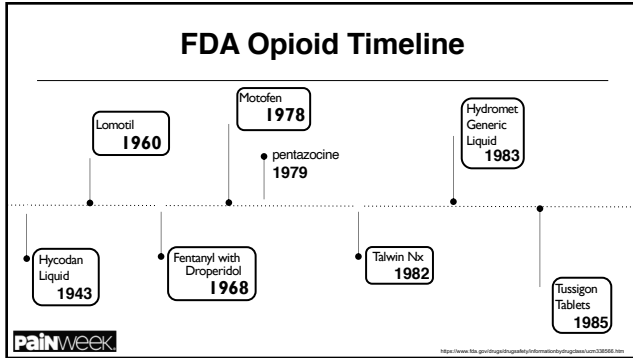 FDA Opioid Timeline
Motofen
1978
Hydromet
Generic
Liquid
1983
Lomotil
1960
pentazocine
1979
Hycodan
Liquid
1943
Fentanyl with
Droperidol
1968
Talwin Nx
1982
Tussigon
Tablets
1985
PAINWEEK.
https://www.fda.gov/drugs/drugsafety/informationbydrugclass/ucm338566.htm